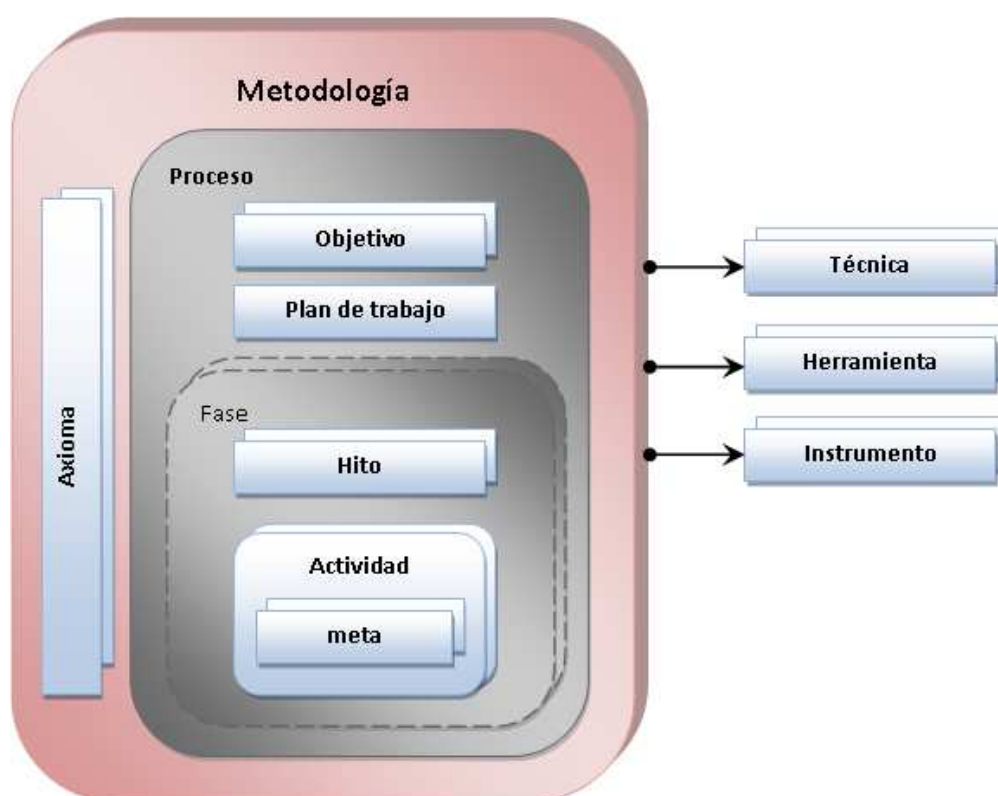 Metodología
Proceso
Objetivo
Plan de trabajo
Fase
Hito
Actividad
meta
Axioma
Técnica
Herramienta
Instrumento